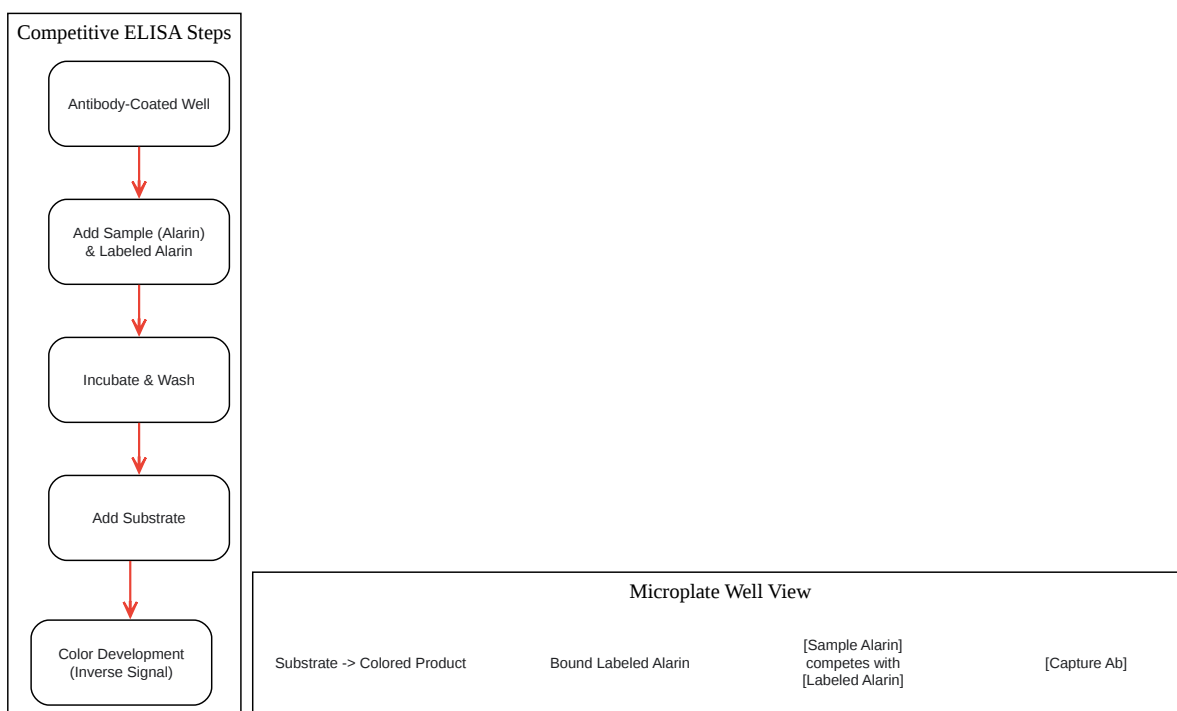 Competitive ELISA Steps
Antibody-Coated Well
Add Sample (Alarin)
& Labeled Alarin
Incubate & Wash
Add Substrate
Color Development
(Inverse Signal)
Microplate Well View
Substrate -> Colored Product
Bound Labeled Alarin
[Sample Alarin]
competes with
[Labeled Alarin]
[Capture Ab]